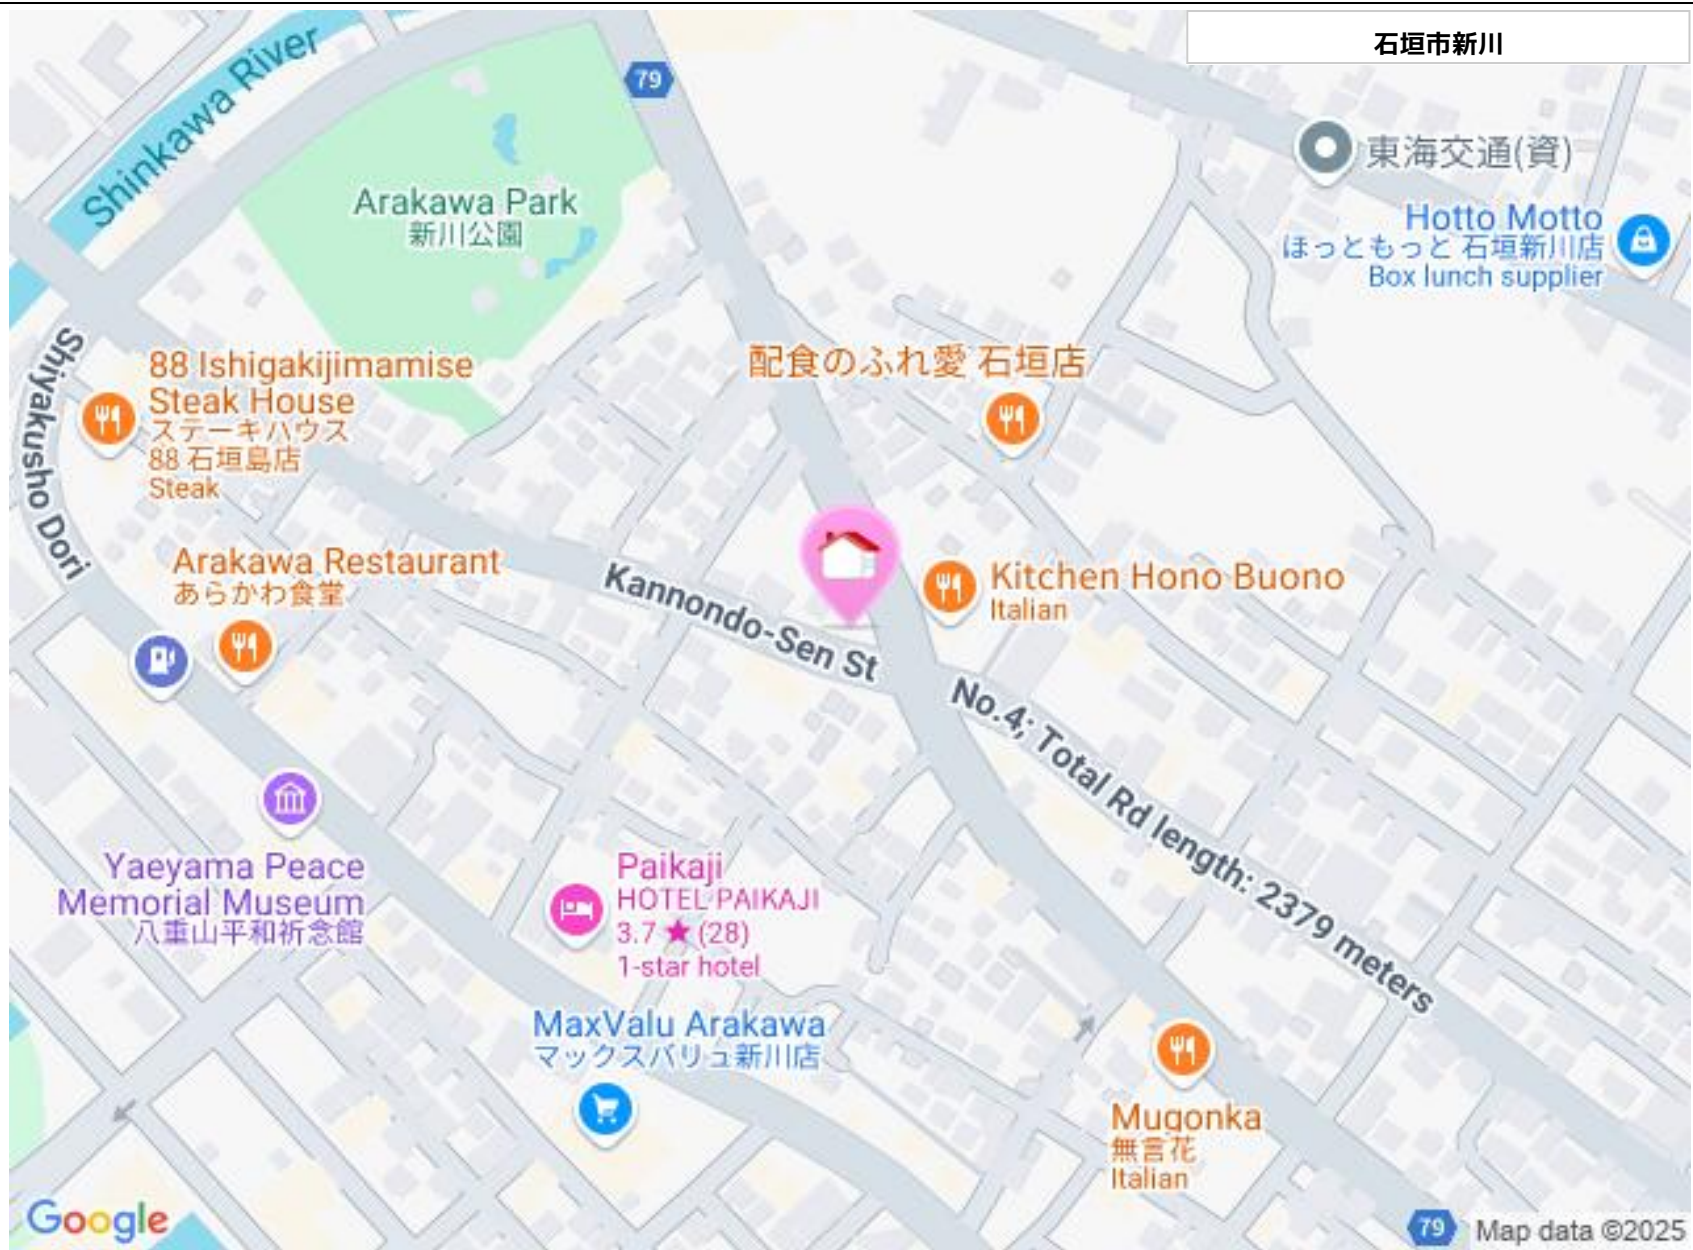 石垣市新川
Shinkawa River
79
東海交通(資)
Arakawa Park
新川公園
Hotto Motto
ほっともっと 石垣新川店
Box lunch supplier
Shiyakusho Dori
88 Ishigakijimamise
Steak House
ステーキハウス
88 石垣島店
Steak
配食のふれ愛 石垣店
Arakawa Restaurant
あらかわ食堂
Kannondo-Sen St
Kitchen Hono Buono
Italian
No.4; Total Rd length: 2379 meters
Yaeyama Peace
Memorial Museum
八重山平和祈念館
Paikaji
HOTEL PAIKAJI
3.7 ★ (28)
1-star hotel
MaxValu Arakawa
マックスバリュ新川店
Mugonka
無言花
Italian
Google
79
Map data ©2025